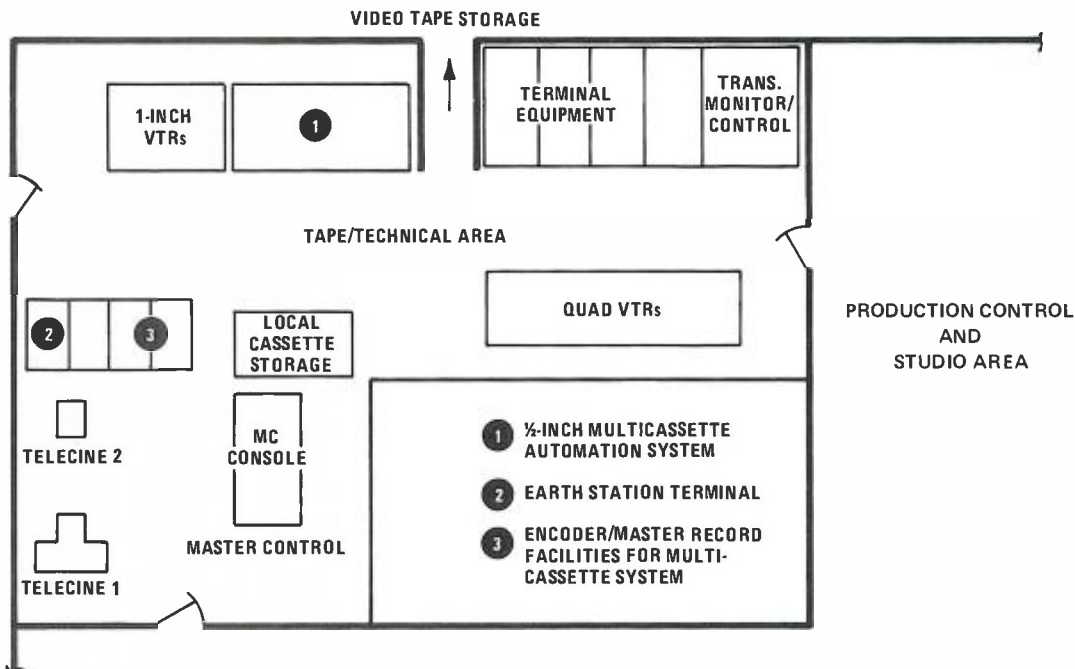 VIDEO TAPE STORAGE
1-INCH
VTRs
1
TERMINAL
EQUIPMENT
TRANS.
MONITOR/
CONTROL
TAPE/TECHNICAL AREA
2
3
LOCAL
CASSETTE
STORAGE
QUAD VTRs
PRODUCTION CONTROL
AND
STUDIO AREA
TELECINE 2
MC
CONSOLE
TELECINE 1
MASTER CONTROL
1 ½-INCH MULTICASSETTE
AUTOMATION SYSTEM
2 EARTH STATION TERMINAL
3 ENCODER/MASTER RECORD
FACILITIES FOR MULTI-
CASSETTE SYSTEM